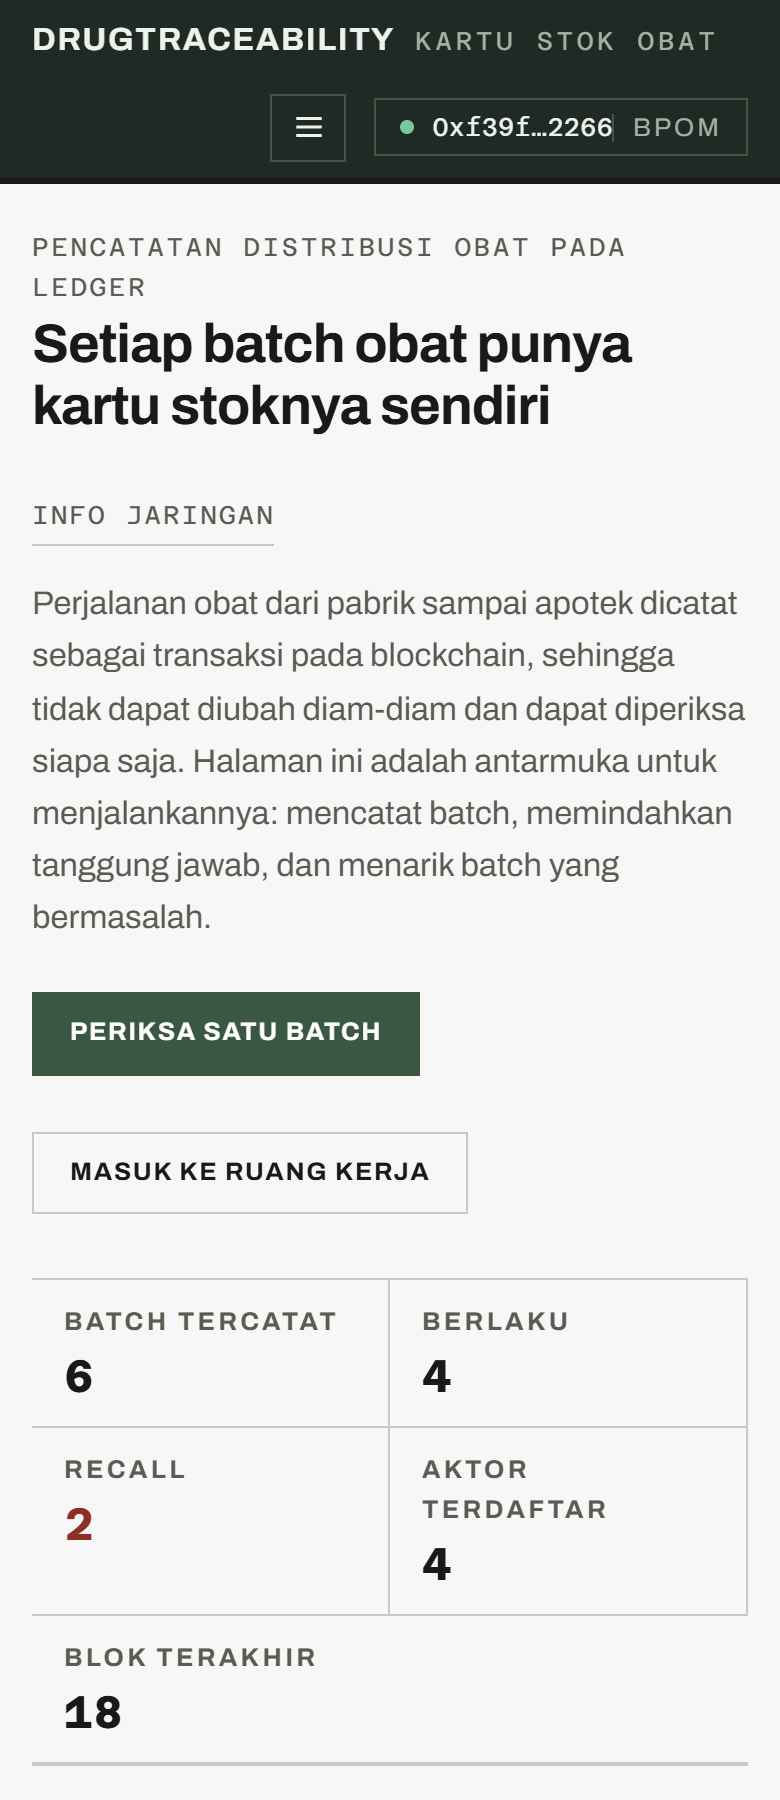 DRUGTRACEABILITY KARTU STOK OBAT
0xf39f…2266 BPOM
PENCATATAN DISTRIBUSI OBAT PADA
LEDGER
Setiap batch obat punya
kartu stoknya sendiri
INFO JARINGAN
Perjalanan obat dari pabrik sampai apotek dicatat
sebagai transaksi pada blockchain, sehingga
tidak dapat diubah diam-diam dan dapat diperiksa
siapa saja. Halaman ini adalah antarmuka untuk
menjalankannya: mencatat batch, memindahkan
tanggung jawab, dan menarik batch yang
bermasalah.
PERIKSA SATU BATCH
MASUK KE RUANG KERJA
BATCH TERCATAT
6
BERLAKU
4
RECALL
2
AKTOR
TERDAFTAR
4
BLOK TERAKHIR
18